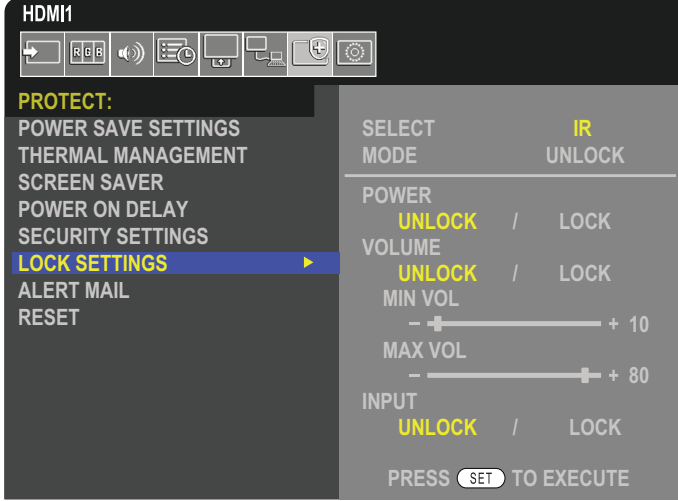 HDMI1
RGB
PROTECT:
POWER SAVE SETTINGS
THERMAL MANAGEMENT
SCREEN SAVER
POWER ON DELAY
SECURITY SETTINGS
LOCK SETTINGS
ALERT MAIL
RESET
SELECT IR
MODE UNLOCK
POWER
UNLOCK / LOCK
VOLUME
UNLOCK / LOCK
MIN VOL
− + 10
MAX VOL
− + 80
INPUT
UNLOCK / LOCK
PRESS SET TO EXECUTE